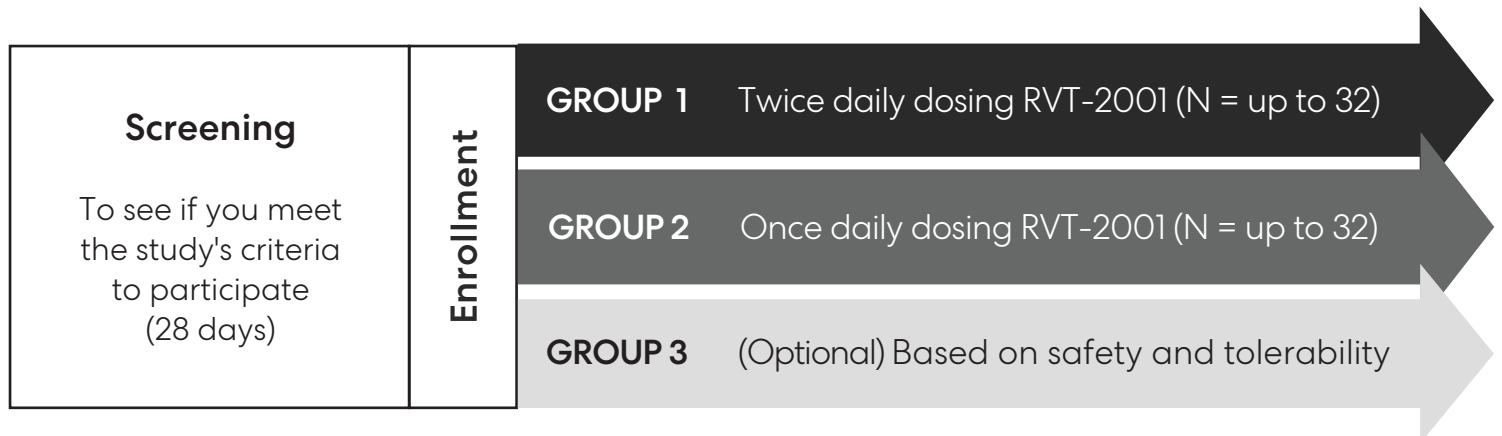 Screening
To see if you meet
the study's criteria
to participate
(28 days)
Enrollment
GROUP 1 Twice daily dosing RVT-2001 (N = up to 32)
GROUP 2 Once daily dosing RVT-2001 (N = up to 32)
GROUP 3 (Optional) Based on safety and tolerability